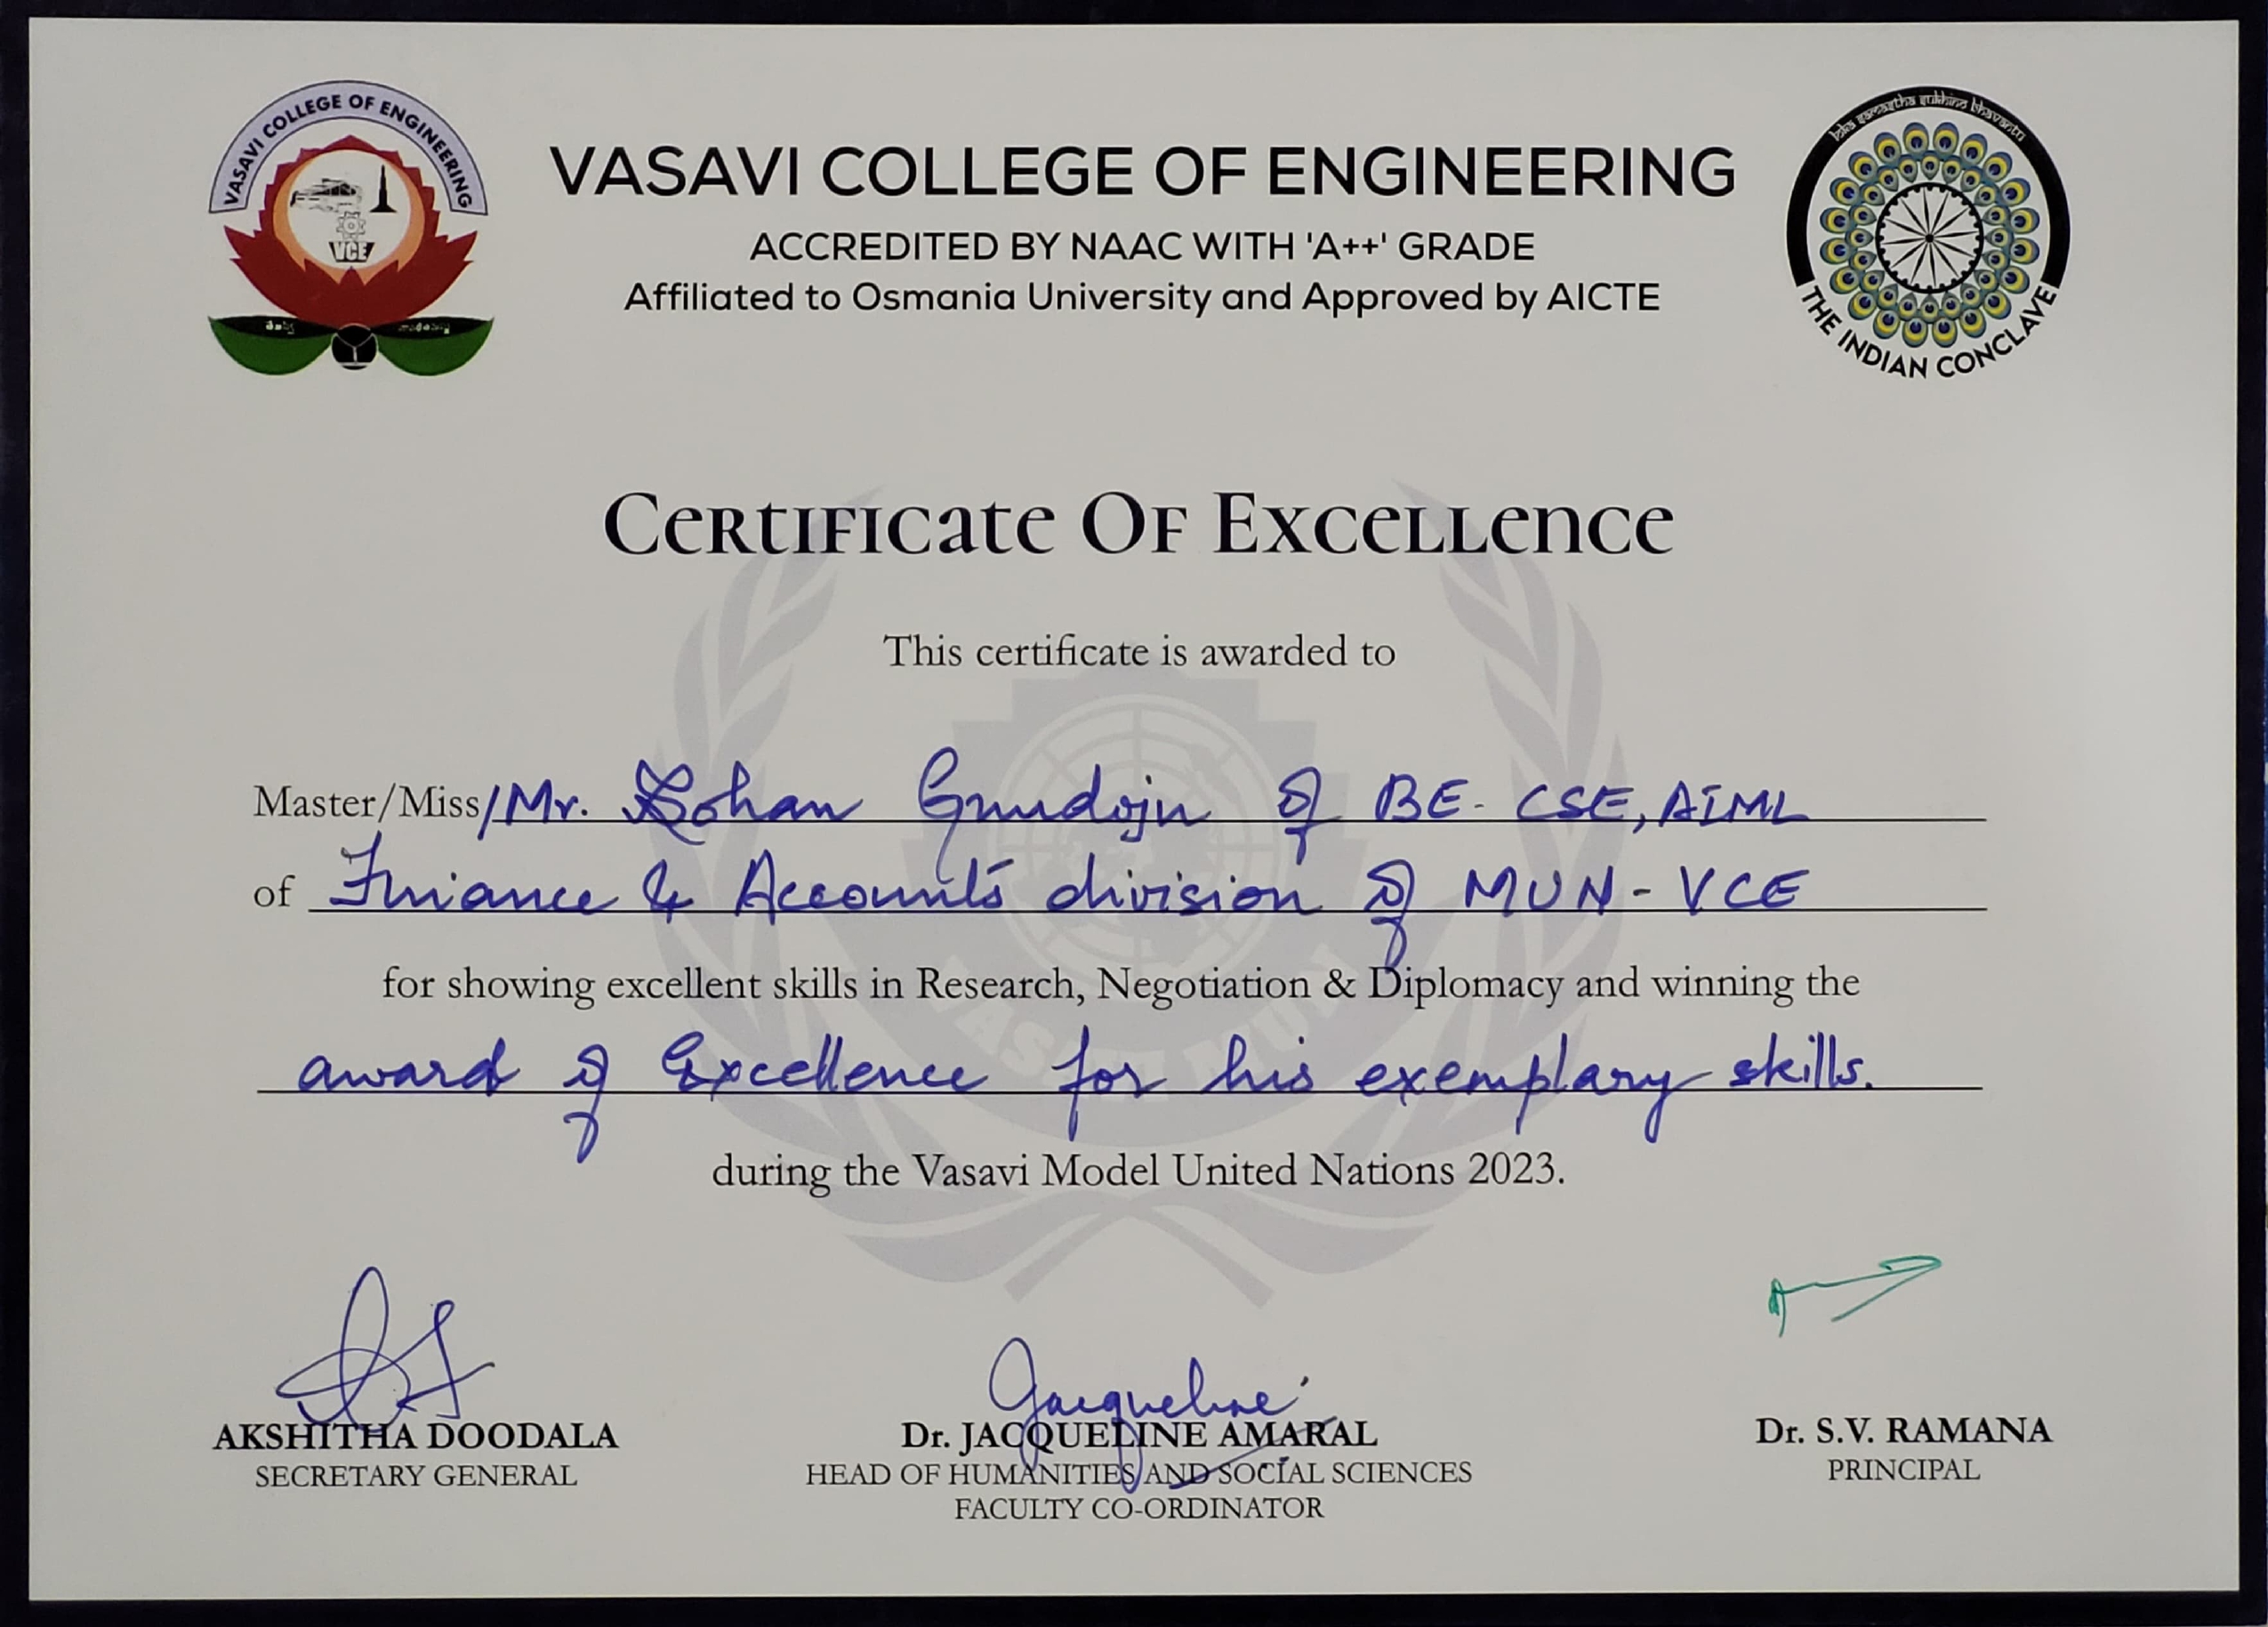 VASAVI COLLEGE OF ENGINEERING
VCE
VASAVI COLLEGE OF ENGINEERING
ACCREDITED BY NAAC WITH 'A++' GRADE
Affiliated to Osmania University and Approved by AICTE
loka samastha sukhino bhavantu
THE INDIAN CONCLAVE
Certificate Of Excellence
This certificate is awarded to
Master/Miss/Mr. Rohan Gundoju of BE- CSE, AIML
of Finance & Accounts division of MUN-VCE
for showing excellent skills in Research, Negotiation & Diplomacy and winning the
award of Excellence for his exemplary skills.
during the Vasavi Model United Nations 2023.
VASAVI MUN
Jacqueline
AKSHITHA DOODALA
SECRETARY GENERAL
Dr. JACQUELINE AMARAL
HEAD OF HUMANITIES AND SOCIAL SCIENCES
FACULTY CO-ORDINATOR
Dr. S.V. RAMANA
PRINCIPAL